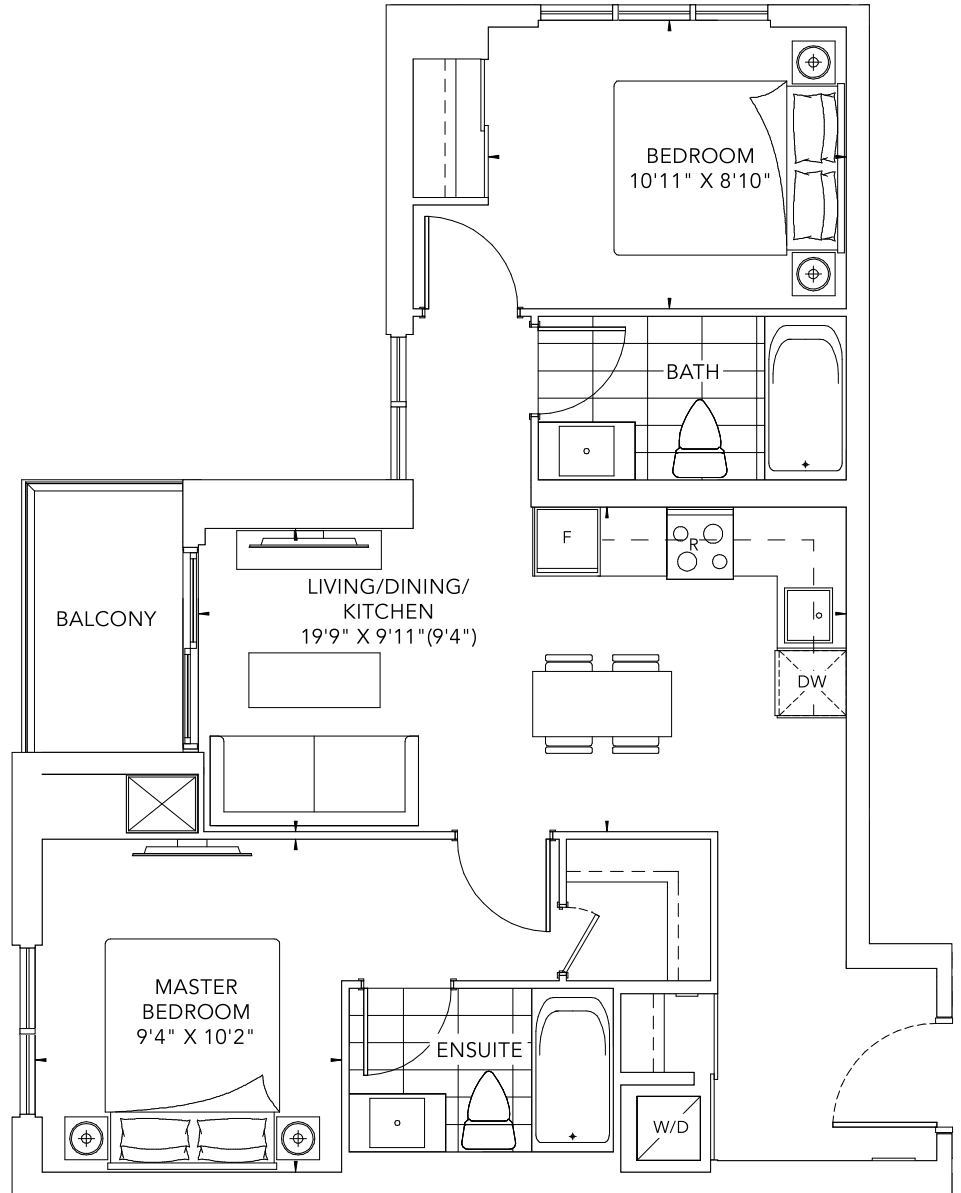 BEDROOM
10'11" X 8'10"
BATH
F
R
LIVING/DINING/
KITCHEN
19'9" X 9'11"(9'4")
BALCONY
DW
MASTER
BEDROOM
9'4" X 10'2"
ENSUITE
W/D